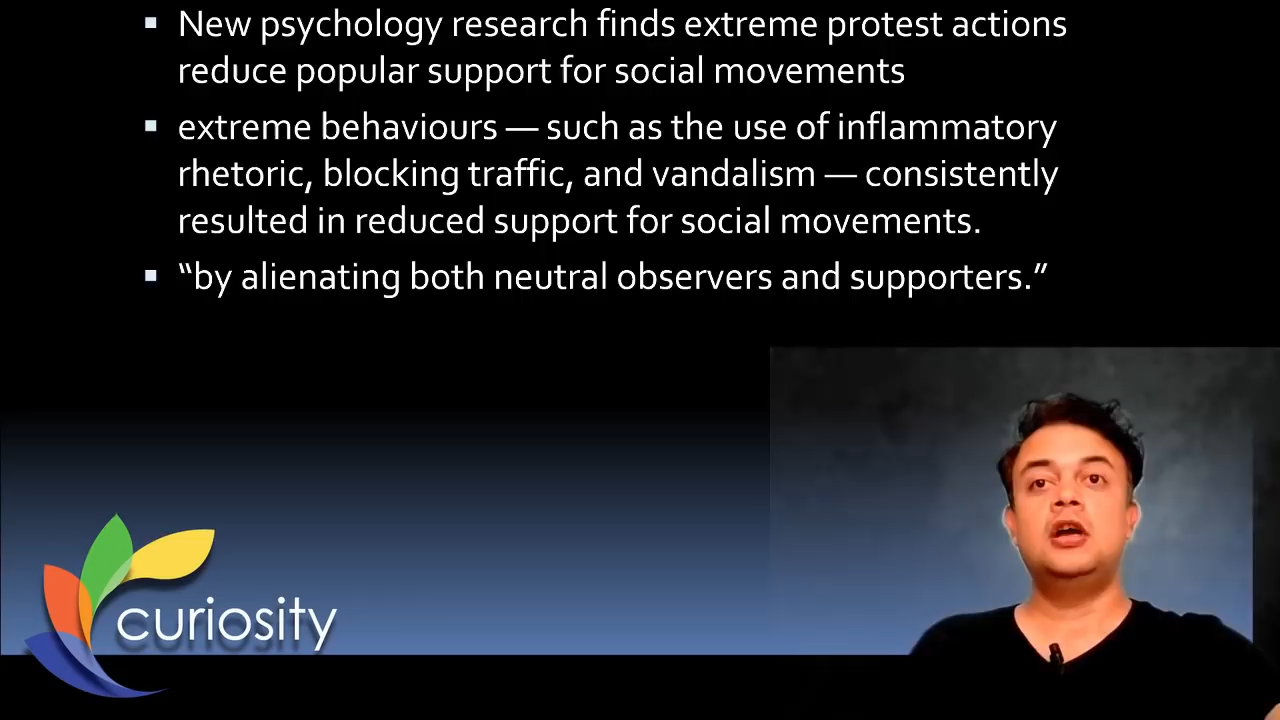 ▪ New psychology research finds extreme protest actions
reduce popular support for social movements
▪ extreme behaviours — such as the use of inflammatory
rhetoric, blocking traffic, and vandalism — consistently
resulted in reduced support for social movements.
▪ “by alienating both neutral observers and supporters.”
curiosity